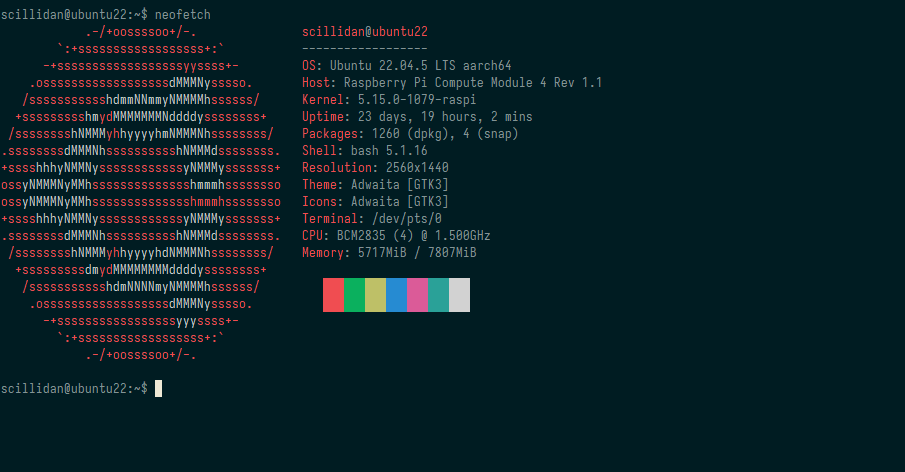 scillidan@ubuntu22:~$ neofetch
            .-/+oossssoo+/-.               scillidan@ubuntu22
        `:+ssssssssssssssssss+:`           ------------------
      -+ssssssssssssssssssyyssss+-         OS: Ubuntu 22.04.5 LTS aarch64
    .ossssssssssssssssssdMMMNysssso.       Host: Raspberry Pi Compute Module 4 Rev 1.1
   /ssssssssssshdmmNNmmyNMMMMhssssss/      Kernel: 5.15.0-1079-raspi
  +ssssssssshmydMMMMMMMNddddyssssssss+     Uptime: 23 days, 19 hours, 2 mins
 /sssssssshNMMMyhhyyyyhmNMMMNhssssssss/    Packages: 1260 (dpkg), 4 (snap)
.ssssssssdMMMNhsssssssssshNMMMdssssssss.   Shell: bash 5.1.16
+sssshhhyNMMNyssssssssssssyNMMMysssssss+   Resolution: 2560x1440
ossyNMMMNyMMhsssssssssssssshmmmhssssssso   Theme: Adwaita [GTK3]
ossyNMMMNyMMhsssssssssssssshmmmhssssssso   Icons: Adwaita [GTK3]
+sssshhhyNMMNyssssssssssssyNMMMysssssss+   Terminal: /dev/pts/0
.ssssssssdMMMNhsssssssssshNMMMdssssssss.   CPU: BCM2835 (4) @ 1.500GHz
 /sssssssshNMMMyhhyyyyhdNMMMNhssssssss/    Memory: 5717MiB / 7807MiB
  +sssssssssdmydMMMMMMMMddddyssssssss+
   /ssssssssssshdmNNNNmyNMMMMhssssss/
    .ossssssssssssssssssdMMMNysssso.
      -+sssssssssssssssssyyyssss+-
        `:+ssssssssssssssssss+:`
            .-/+oossssoo+/-.
scillidan@ubuntu22:~$